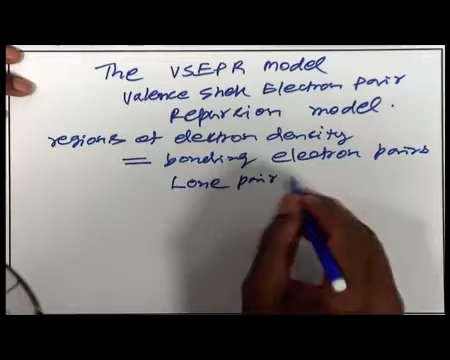 The VSEPR model
Valence Shell Electron Pair
Repulsion model.
regions of electron density
= bonding electron pairs
Lone pair